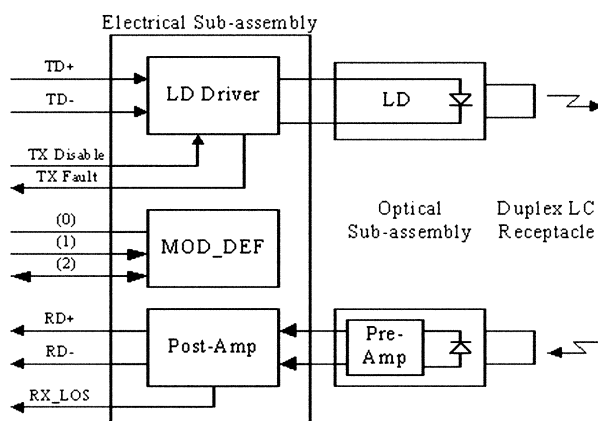 Electrical Sub-assembly
TD+
TD-
LD Driver
LD
TX Disable
TX Fault
(0)
(1)
(2)
MOD_DEF
Optical
Sub-assembly
Duplex LC
Receptacle
RD+
RD-
RX_LOS
Post-Amp
Pre-
Amp